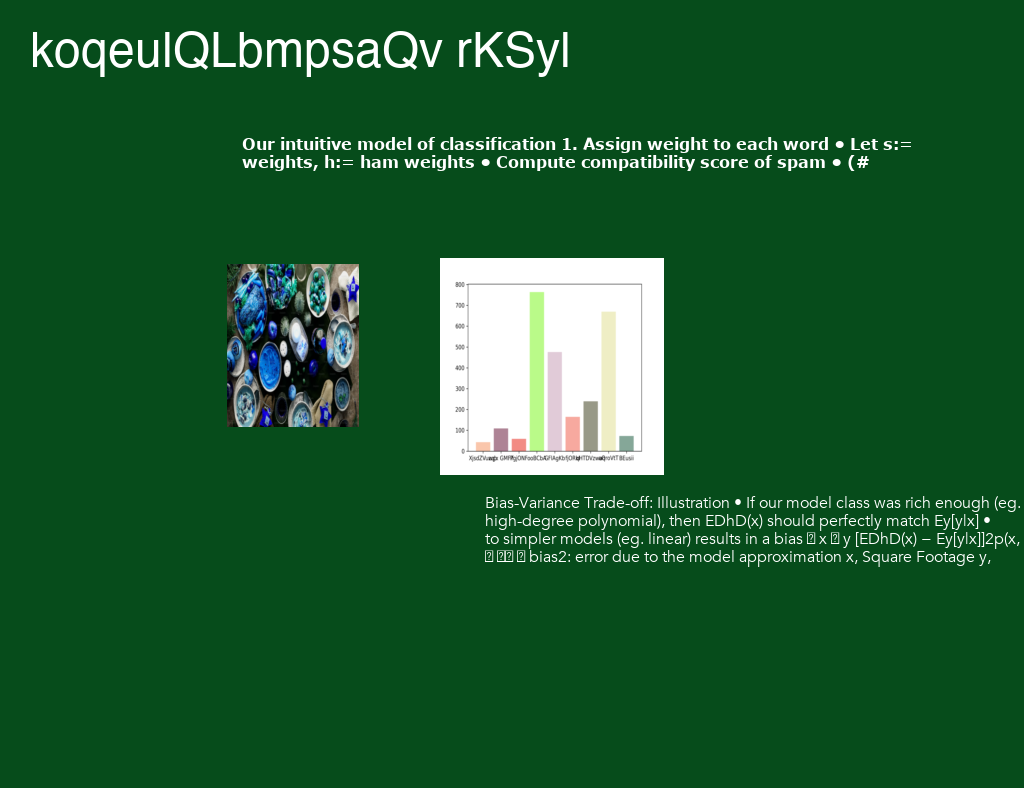 koqeulQLbmpsaQv rKSyl
Our intuitive model of classification 1. Assign weight to each word • Let s:=
weights, h:= ham weights • Compute compatibility score of spam • (#
800
700
600
500
400
300
200
100
0
BEusii
Bias-Variance Trade-off: Illustration • If our model class was rich enough (eg.
high-degree polynomial), then EDhD(x) should perfectly match Ey[y|x] •
to simpler models (eg. linear) results in a bias x y [EDhD(x) − Ey[y|x]]2p(x,
bias2: error due to the model approximation x, Square Footage y,